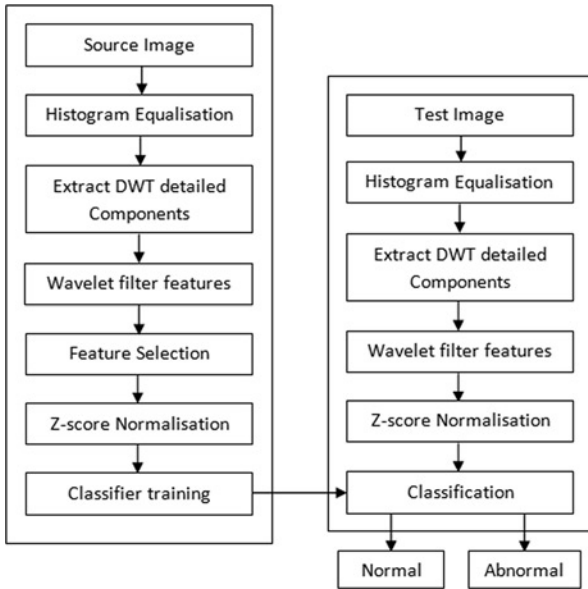 Source Image
Histogram Equalisation
Extract DWT detailed
Components
Wavelet filter features
Feature Selection
Z-score Normalisation
Classifier training
Test Image
Histogram Equalisation
Extract DWT detailed
Components
Wavelet filter features
Z-score Normalisation
Classification
Normal
Abnormal